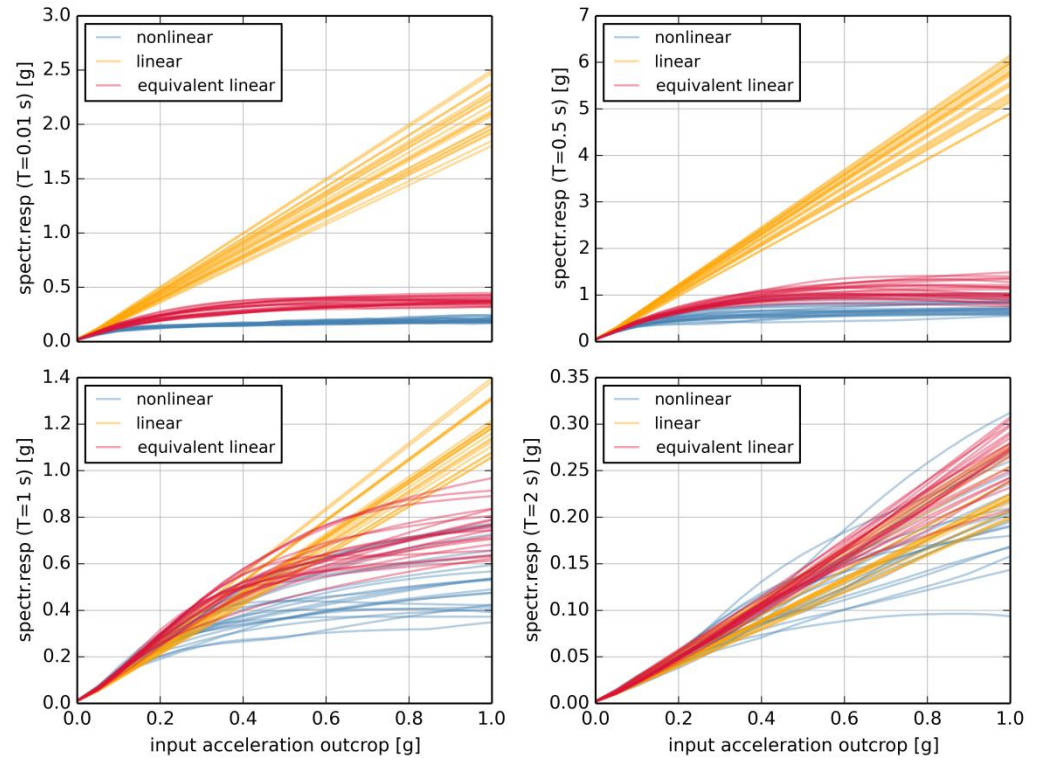 3.0
2.5
2.0
1.5
1.0
0.5
0.0
spectr.resp (T=0.01 s) [g]
nonlinear
linear
equivalent linear
7
6
5
4
3
2
1
0
spectr.resp (T=0.5 s) [g]
nonlinear
linear
equivalent linear
1.4
1.2
1.0
0.8
0.6
0.4
0.2
0.0
spectr.resp (T=1 s) [g]
nonlinear
linear
equivalent linear
0.0 0.2 0.4 0.6 0.8 1.0
input acceleration outcrop [g]
0.35
0.30
0.25
0.20
0.15
0.10
0.05
0.00
spectr.resp (T=2 s) [g]
nonlinear
linear
equivalent linear
0.0 0.2 0.4 0.6 0.8 1.0
input acceleration outcrop [g]